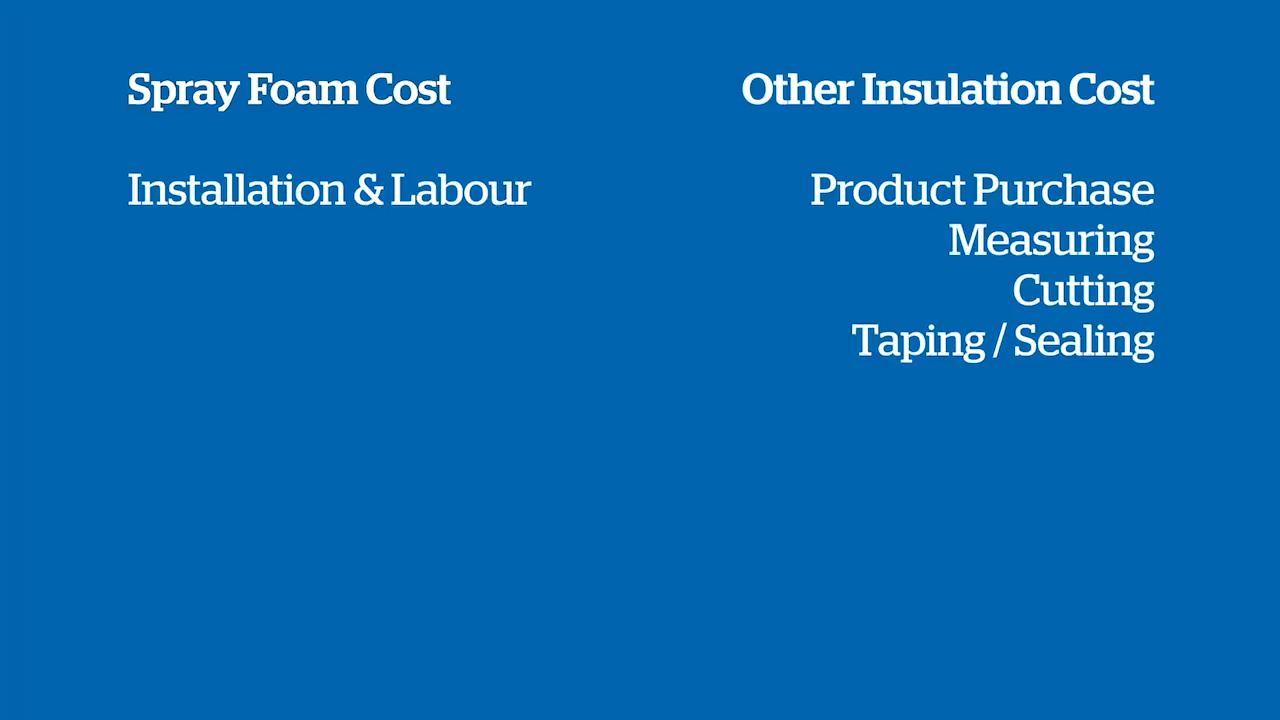 Spray Foam Cost
Installation & Labour
Other Insulation Cost
Product Purchase
Measuring
Cutting
Taping / Sealing